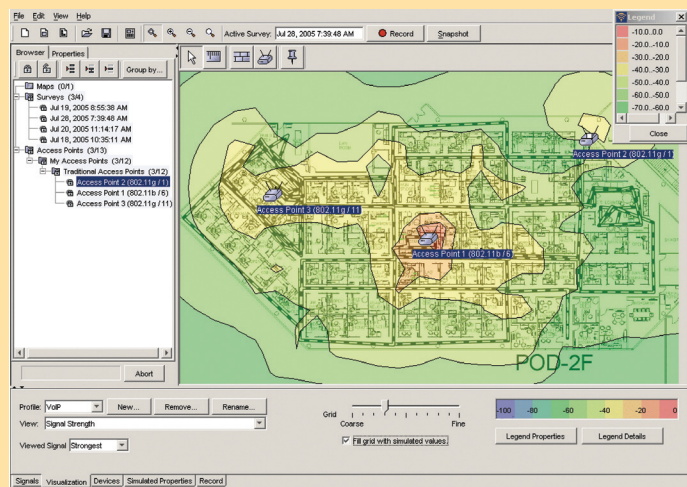 File Edit View Help
Active Survey: Jul 28, 2005 7:39:48 AM Record Snapshot
Legend
-10.0..0.0
-20.0..-10.0
-30.0..-20.0
-40.0..-30.0
-50.0..-40.0
-60.0..-50.0
-70.0..-60.0
Close
Browser Properties
Group by...
Maps (0/1)
Surveys (3/4)
Jul 19, 2005 8:55:38 AM
Jul 28, 2005 7:39:48 AM
Jul 20, 2005 11:14:17 AM
Jul 18, 2005 10:35:11 AM
Access Points (3/13)
My Access Points (3/12)
Traditional Access Points (3/12)
Access Point 2 (802.11g / 1)
Access Point 1 (802.11b / 6)
Access Point 3 (802.11g / 11)
Access Point 2 (802.11g / 1)
Access Point 3 (802.11g / 11)
Access Point 1 (802.11b / 6)
POD-2F
Abort
Profile: VoIP New... Remove... Rename...
View: Signal Strength
Viewed Signal Strongest
Grid
Coarse Fine
Fill grid with simulated values.
-100 -80 -60 -40 -20 0
Legend Properties Legend Details
Signals Visualization Devices Simulated Properties Record